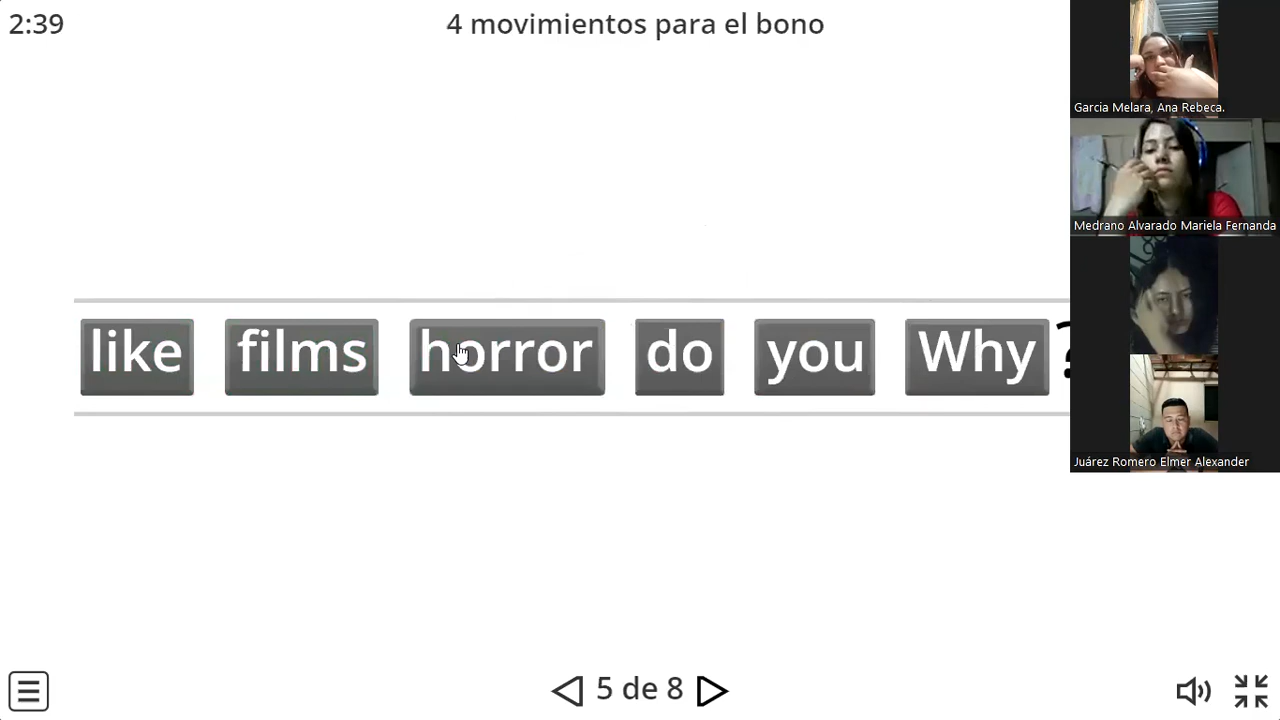 2:39
4 movimientos para el bono
Garcia Melara, Ana Rebeca.
Medrano Alvarado Mariela Fernanda
like films horror do you Why ?
Juárez Romero Elmer Alexander
5 de 8